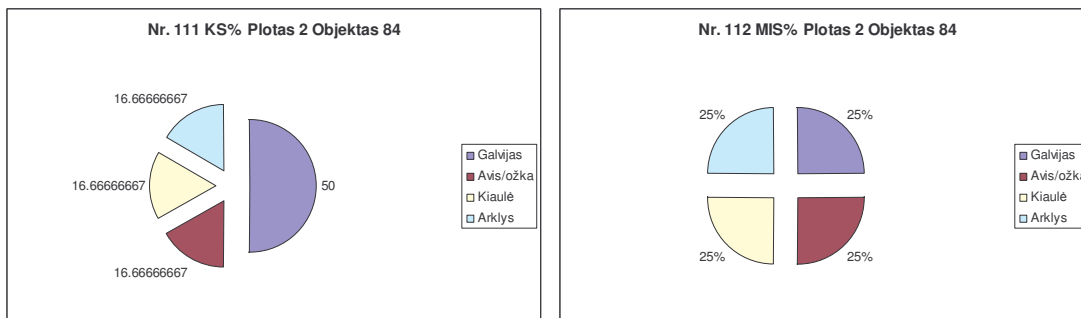 Nr. 111 KS% Plotas 2 Objektas 84
16.66666667
16.66666667
50
16.66666667
Galvijas
Avis/ožka
Kiaulė
Arklys
Nr. 112 MIS% Plotas 2 Objektas 84
25%
25%
25%
25%
Galvijas
Avis/ožka
Kiaulė
Arklys